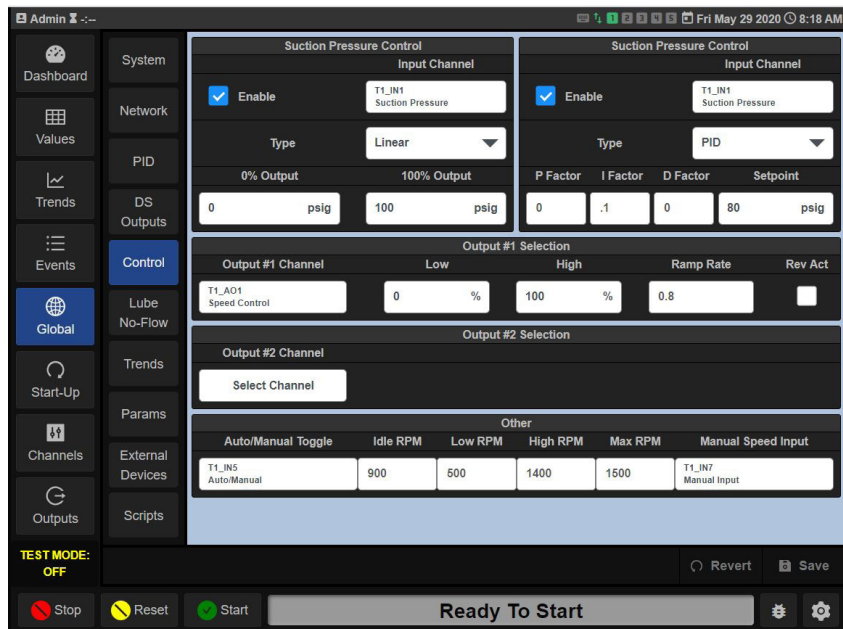 Admin -:--
1 2 3 4 5 Fri May 29 2020 8:18 AM
Dashboard
Values
Trends
Events
Global
Start-Up
Channels
Outputs
TEST MODE:
OFF
System
Network
PID
DS
Outputs
Control
Lube
No-Flow
Trends
Params
External
Devices
Scripts
Suction Pressure Control
Input Channel
Enable
T1_IN1
Suction Pressure
Type
Linear
0% Output 100% Output
0 psig 100 psig
Suction Pressure Control
Input Channel
Enable
T1_IN1
Suction Pressure
Type
PID
P Factor I Factor D Factor Setpoint
0 .1 0 80 psig
Output #1 Selection
Output #1 Channel Low High Ramp Rate Rev Act
T1_AO1
Speed Control
0 % 100 % 0.8
Output #2 Selection
Output #2 Channel
Select Channel
Other
Auto/Manual Toggle Idle RPM Low RPM High RPM Max RPM Manual Speed Input
T1_IN5
Auto/Manual
900 500 1400 1500
T1_IN7
Manual Input
Revert Save
Stop Reset Start Ready To Start